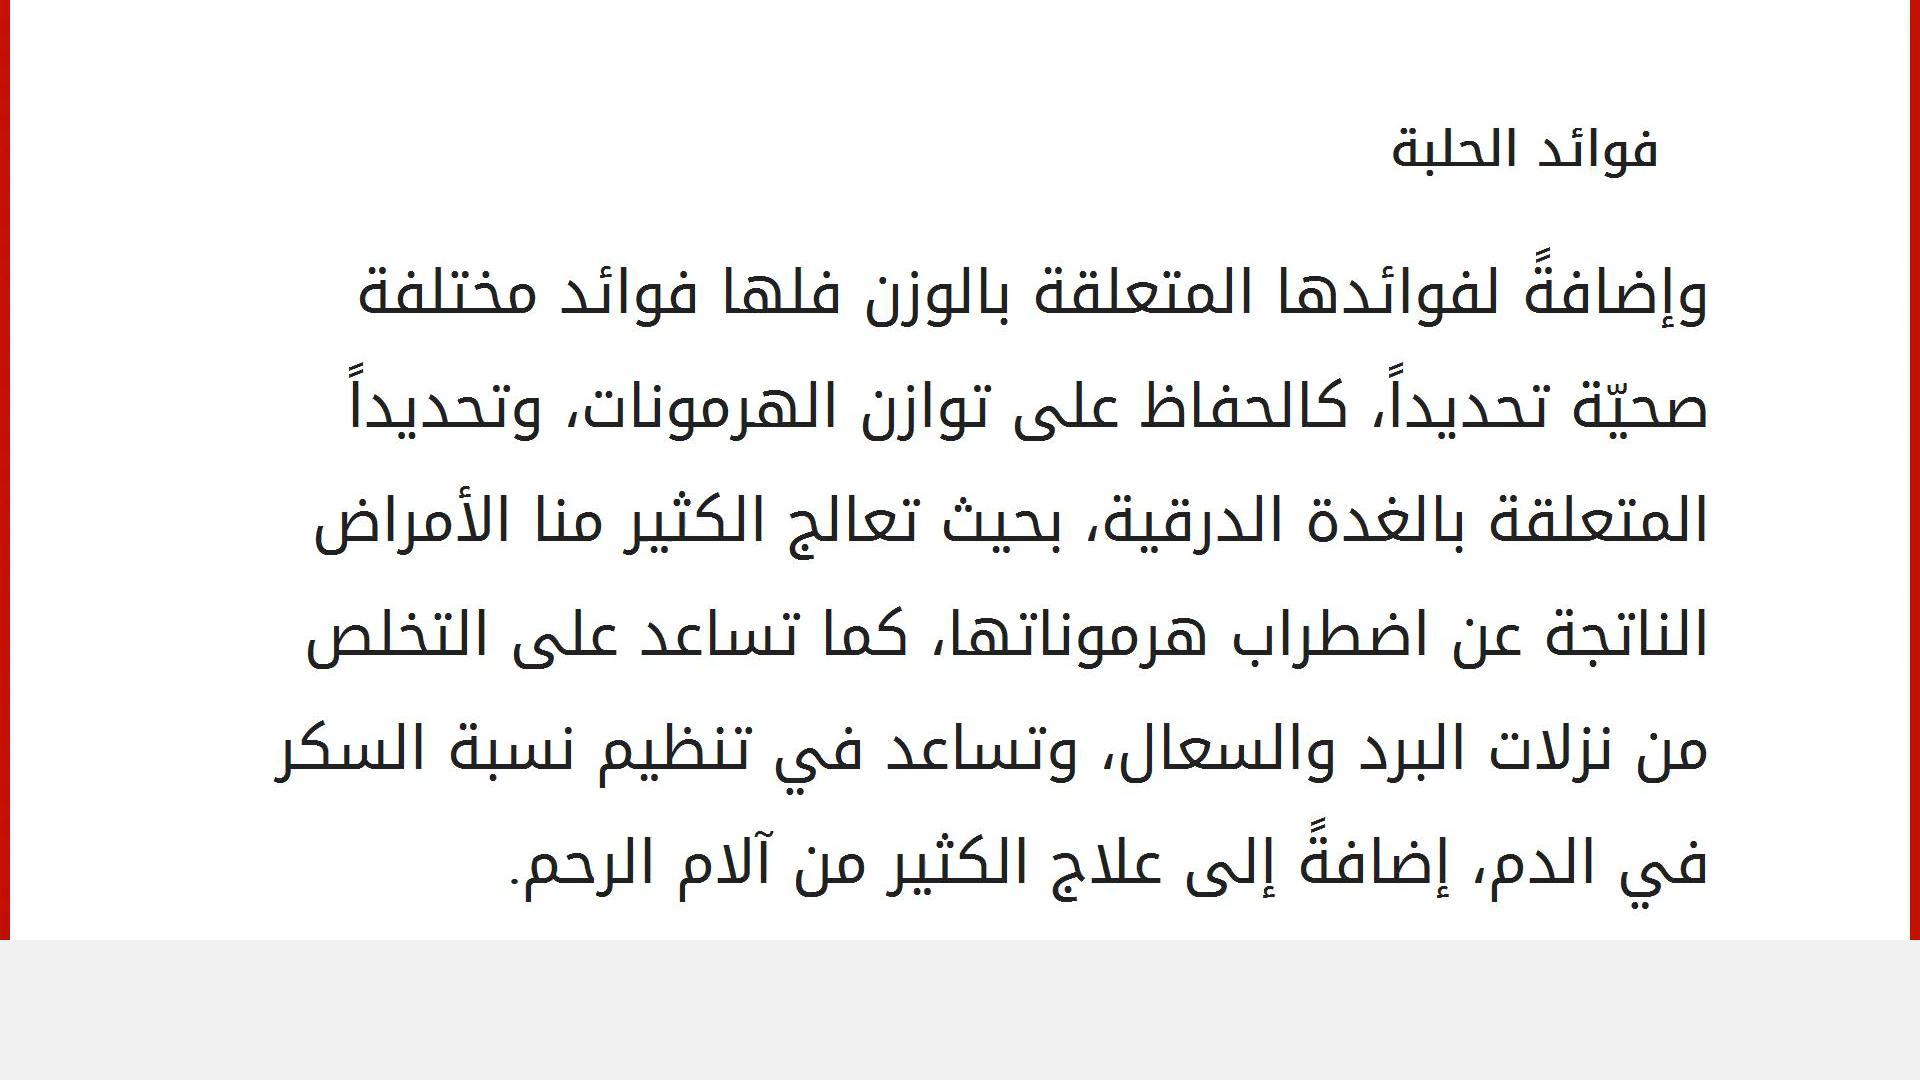 فوائد الحلبة
وإضافةً لفوائدها المتعلقة بالوزن فلها فوائد مختلفة
صحيّة تحديداً، كالحفاظ على توازن الهرمونات، وتحديداً
المتعلقة بالغدة الدرقية، بحيث تعالج الكثير منا الأمراض
الناتجة عن اضطراب هرموناتها، كما تساعد على التخلص
من نزلات البرد والسعال، وتساعد في تنظيم نسبة السكر
في الدم، إضافةً إلى علاج الكثير من آلام الرحم.